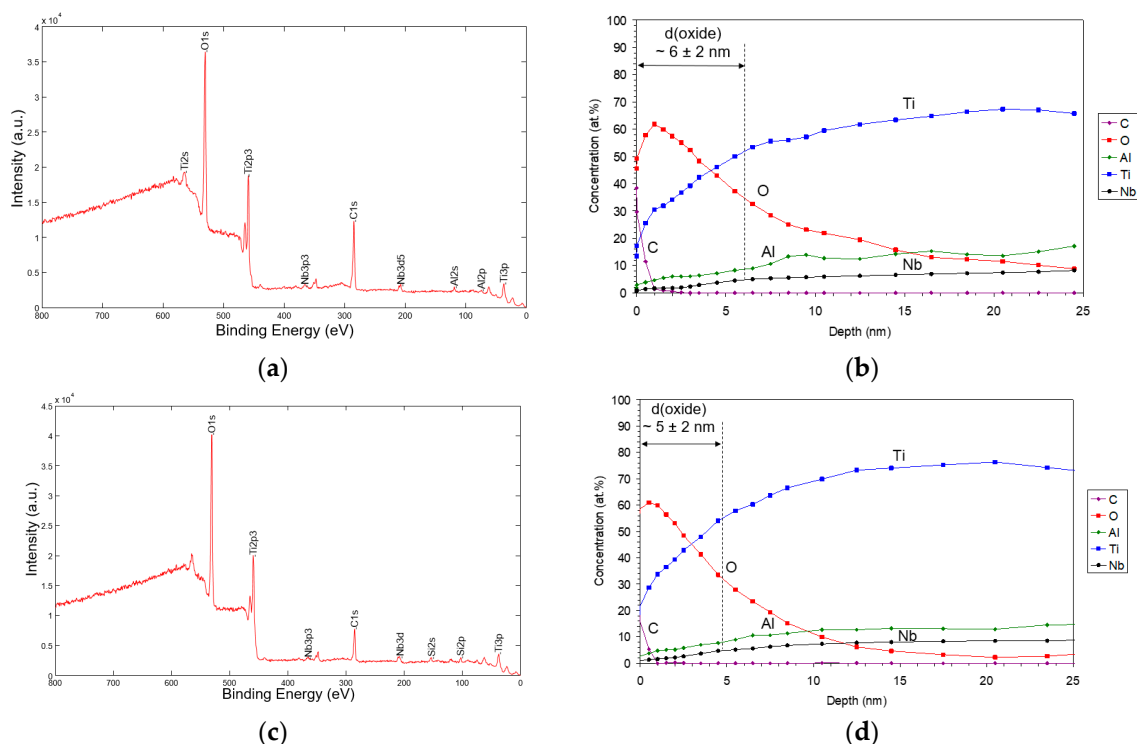 x 10⁴
4
3.5
3
2.5
2
1.5
1
0.5
0
Intensity (a.u.)
Ti2s
O1s
Ti2p3
Nb3p3
C1s
Nb3d5
Al2s
Al2p
Ti3p
800 700 600 500 400 300 200 100 0
Binding Energy (eV)
(a)
d(oxide)
~ 6 ± 2 nm
100
90
80
70
60
50
40
30
20
10
0
Concentration (at.%)
Ti
O
C
Al
Nb
C
O
Al
Ti
Nb
0 5 10 15 20 25
Depth (nm)
(b)
x 10⁴
4.5
4
3.5
3
2.5
2
1.5
1
0.5
0
Intensity (a.u.)
O1s
Ti2p3
Nb3p3
C1s
Nb3d
Si2s
Si2p
Ti3p
800 700 600 500 400 300 200 100 0
Binding Energy (eV)
(c)
d(oxide)
~ 5 ± 2 nm
100
90
80
70
60
50
40
30
20
10
0
Concentration (at.%)
Ti
O
C
Al
Nb
C
O
Al
Ti
Nb
0 5 10 15 20 25
Depth (nm)
(d)